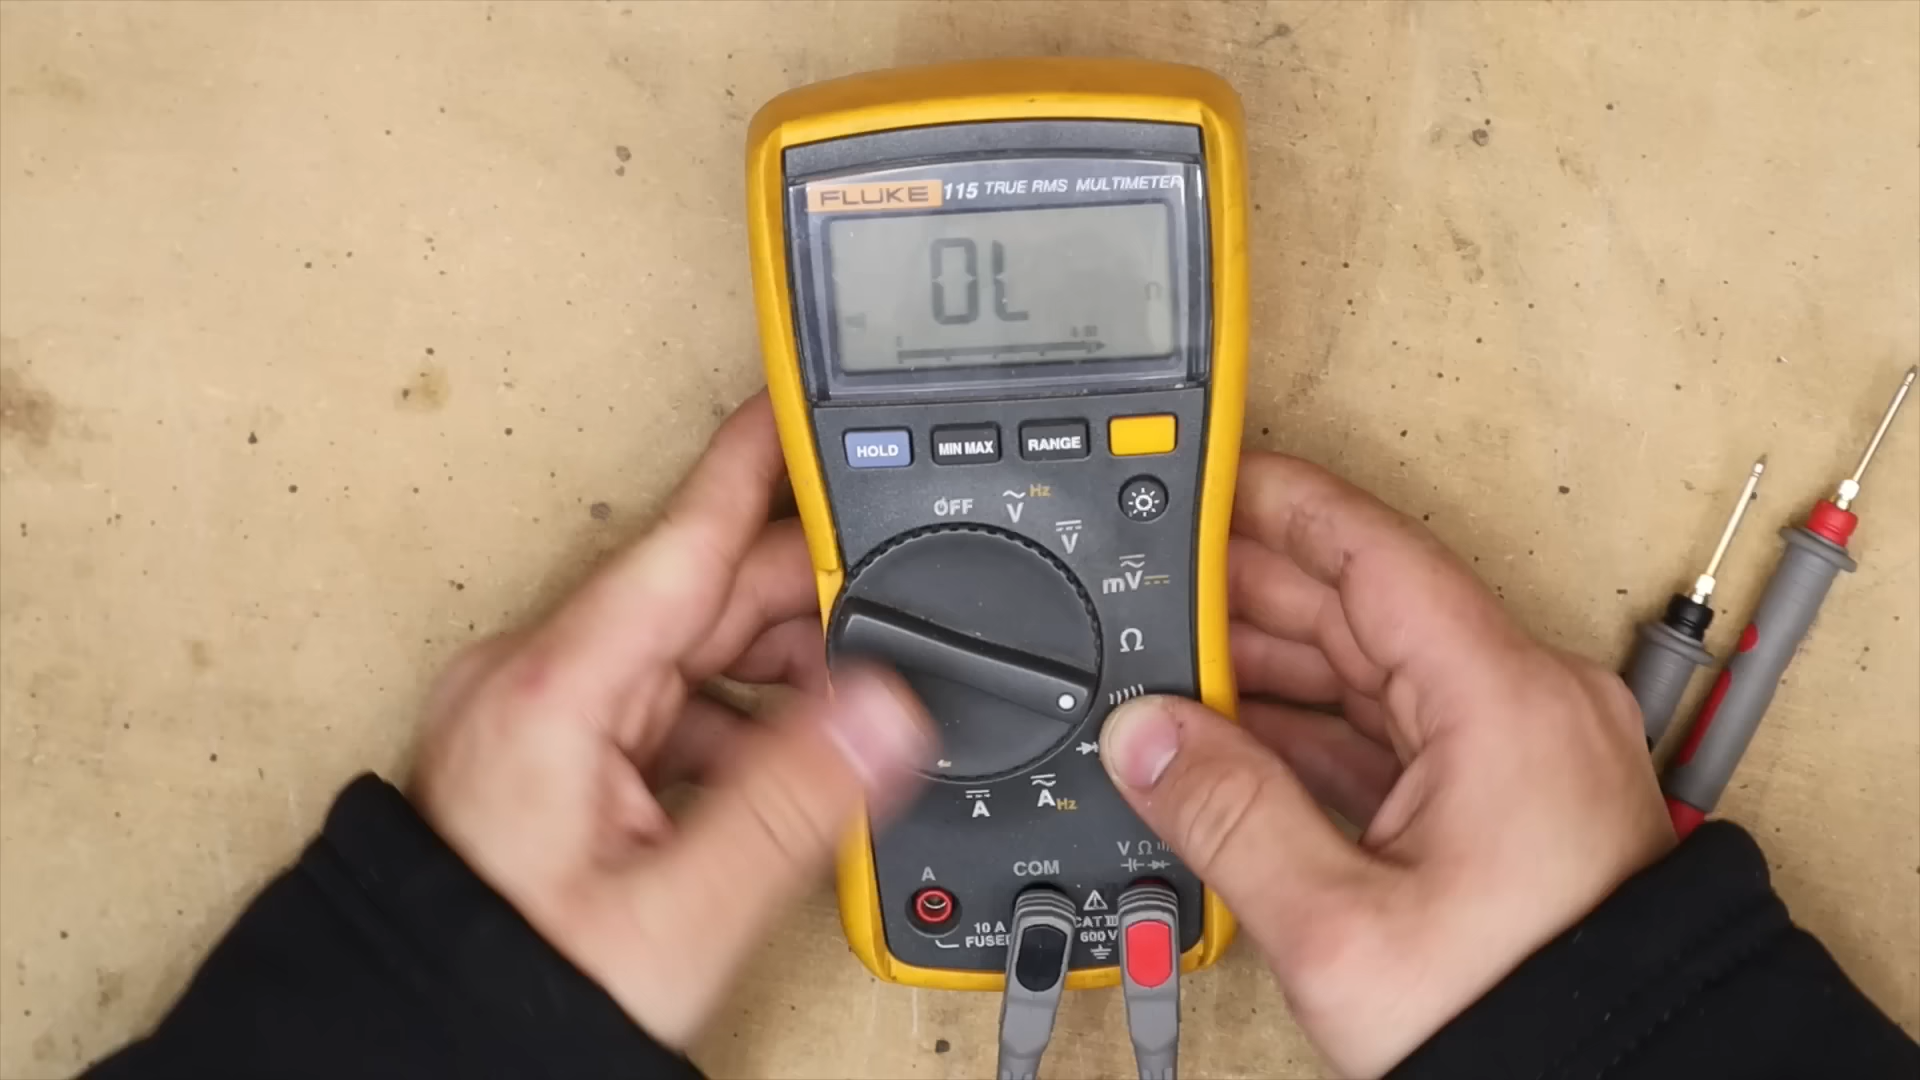 FLUKE 115 TRUE RMS MULTIMETER
OL
HOLD
MIN MAX
RANGE
OFF
Hz
V
V
mV
Ω
A
A Hz
V Ω
A
COM
10 A
FUSED
CAT III
600 V